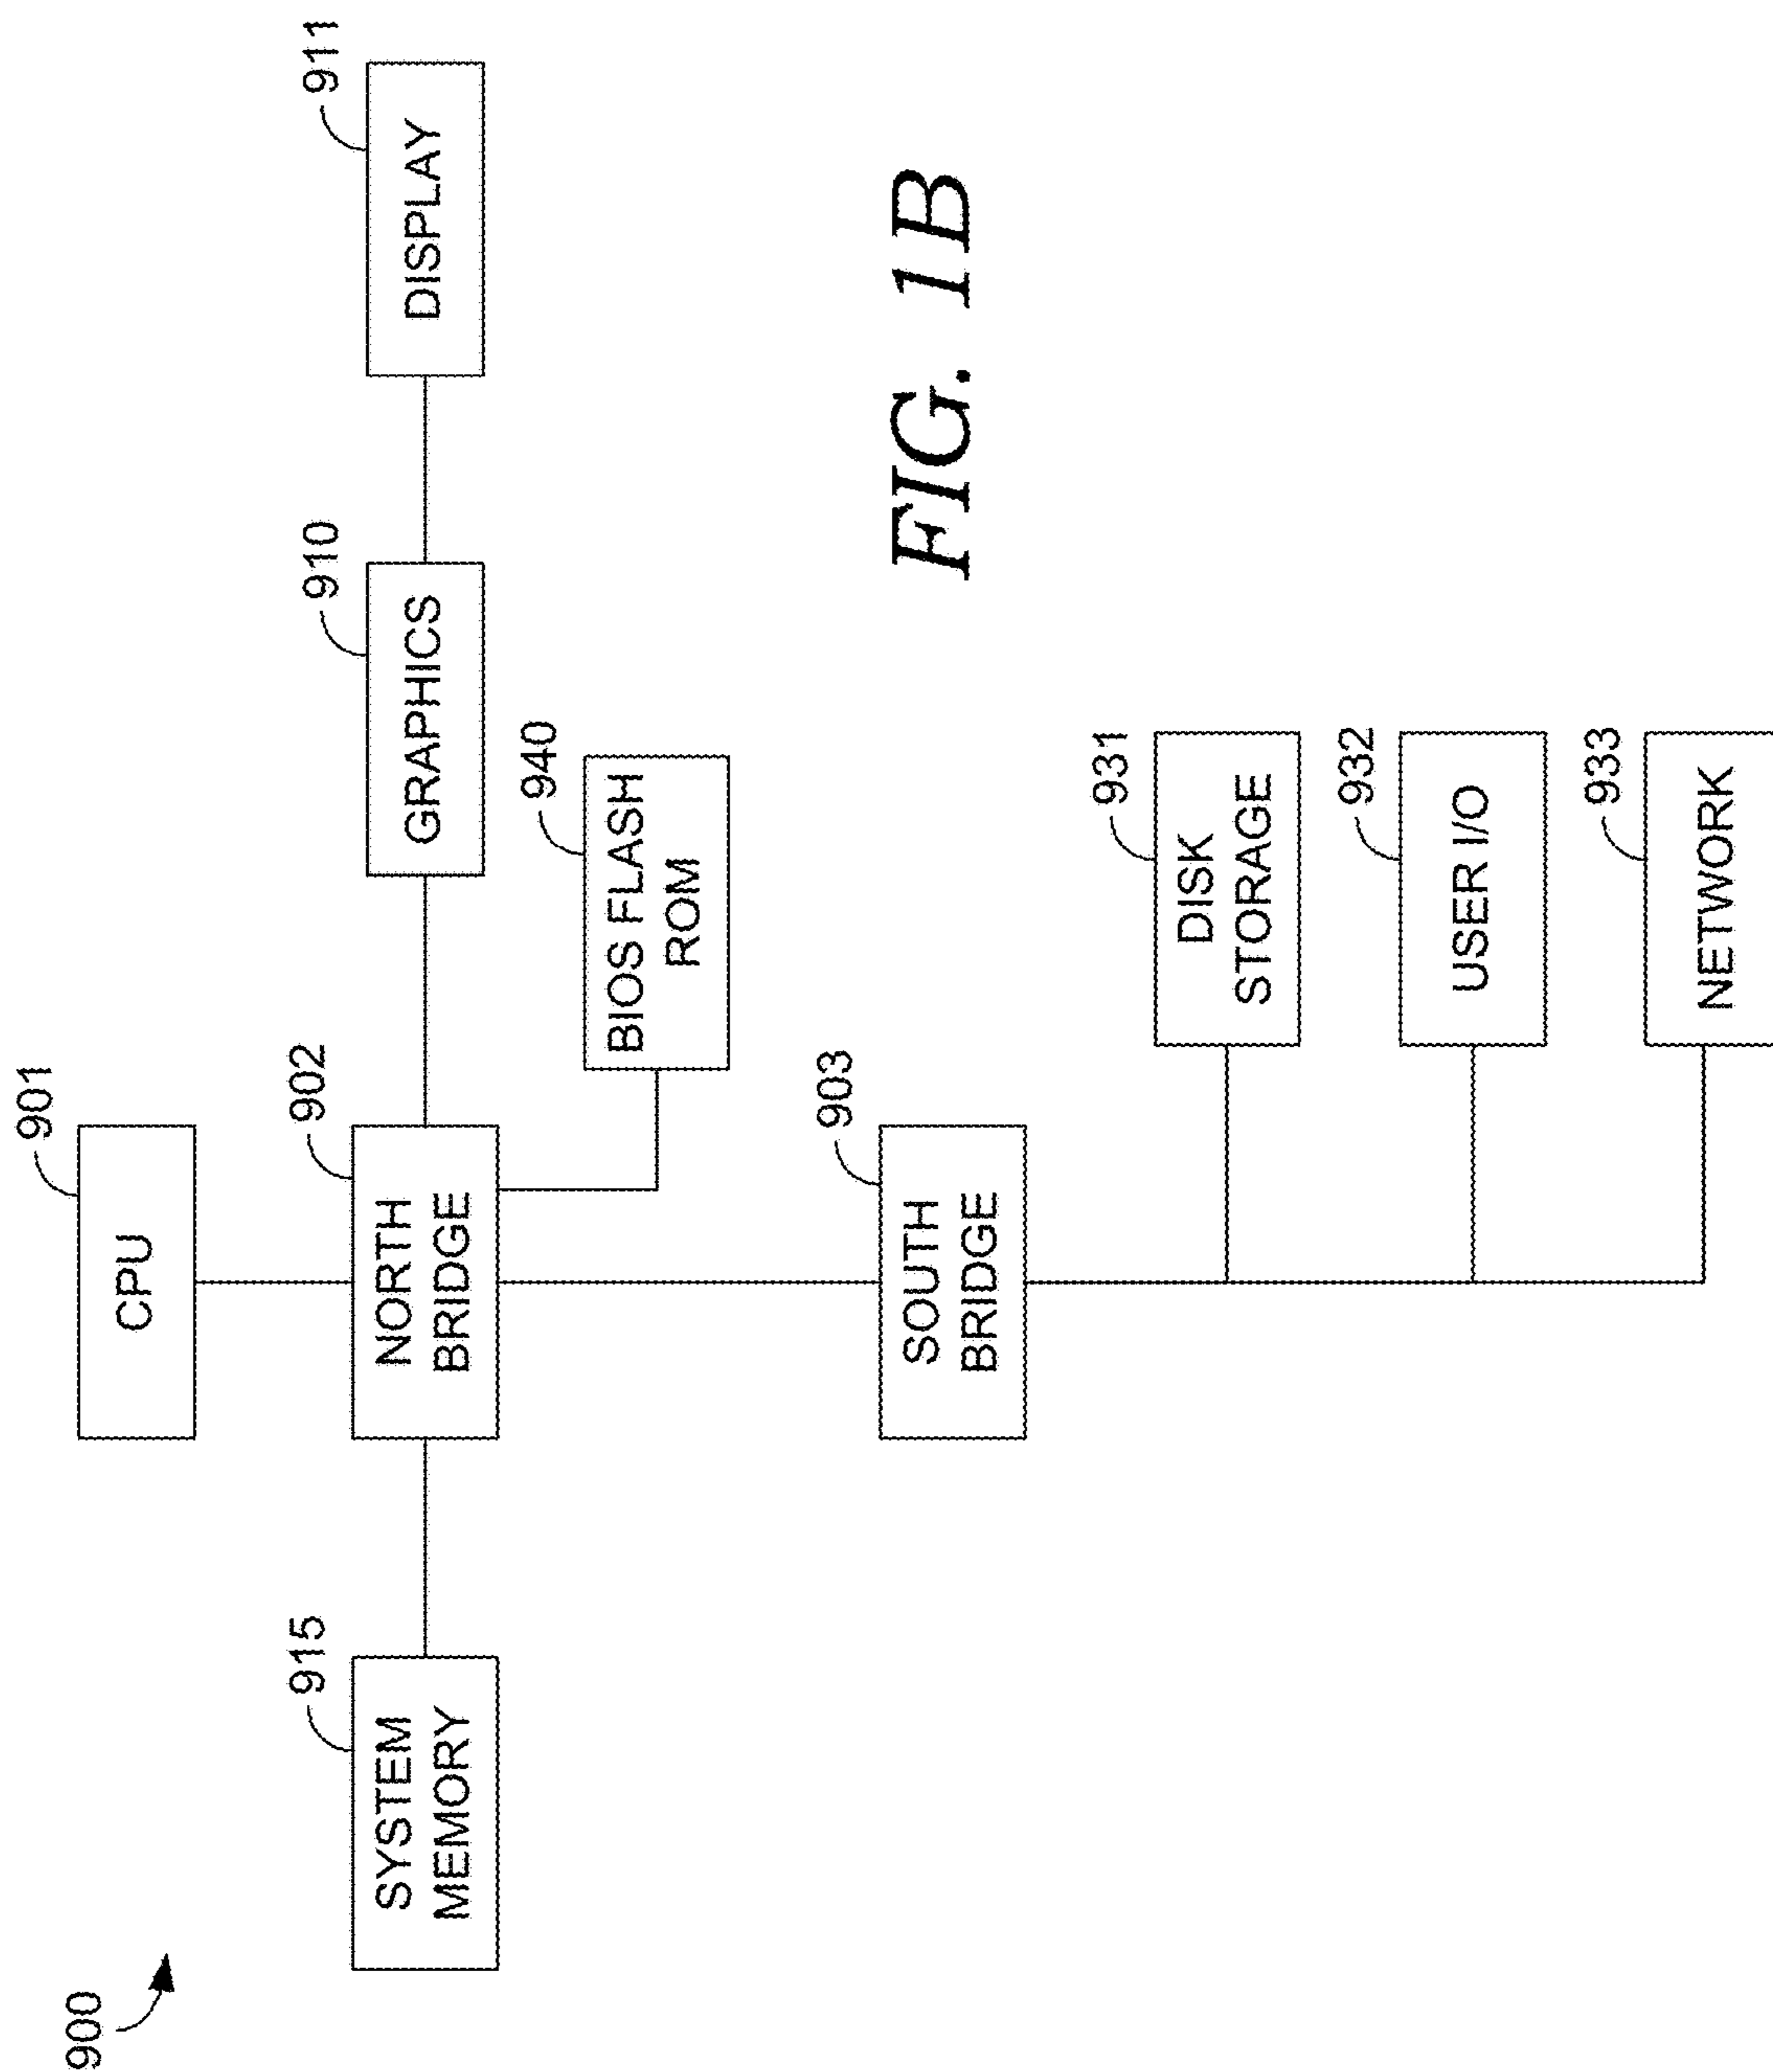 900
901
CPU
915
SYSTEM
MEMORY
902
NORTH
BRIDGE
910
GRAPHICS
911
DISPLAY
940
BIOS FLASH
ROM
903
SOUTH
BRIDGE
931
DISK
STORAGE
932
USER I/O
933
NETWORK
FIG. 1B